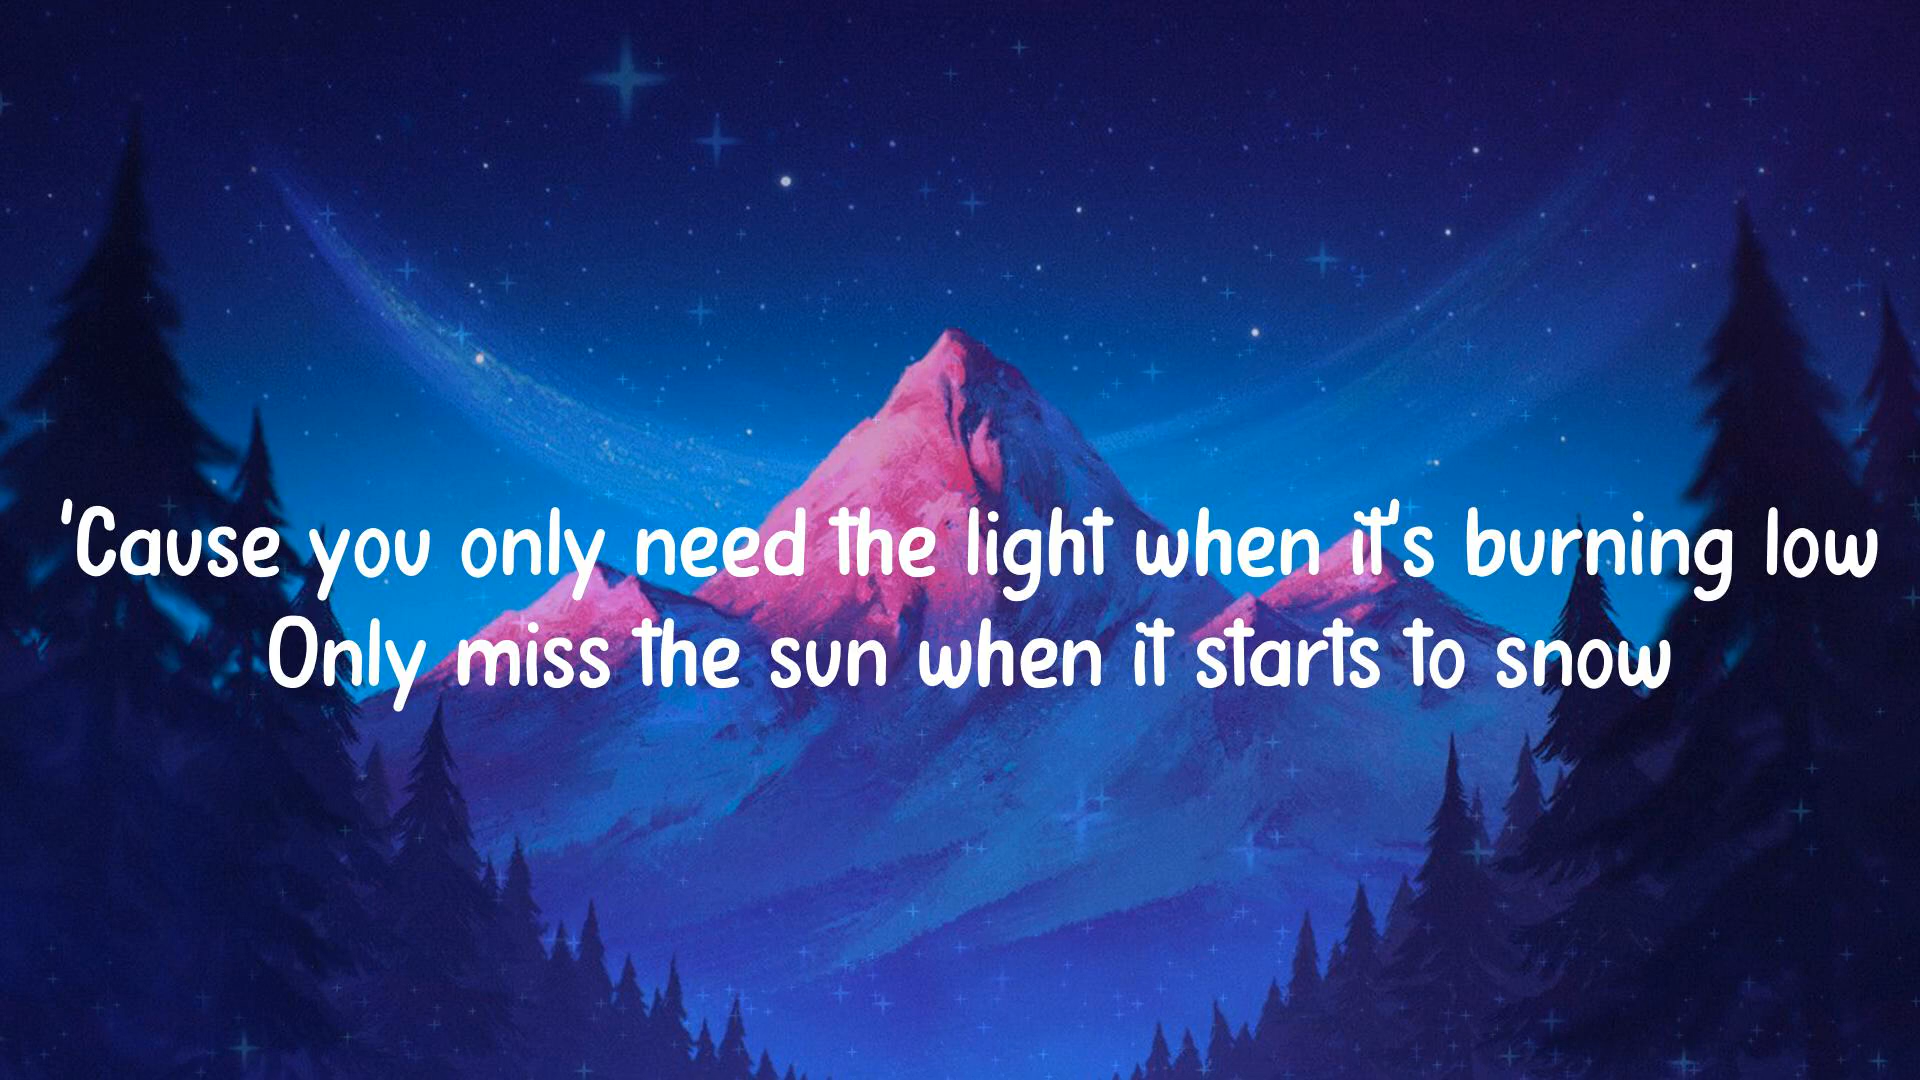 'Cause you only need the light when it's burning low
Only miss the sun when it starts to snow